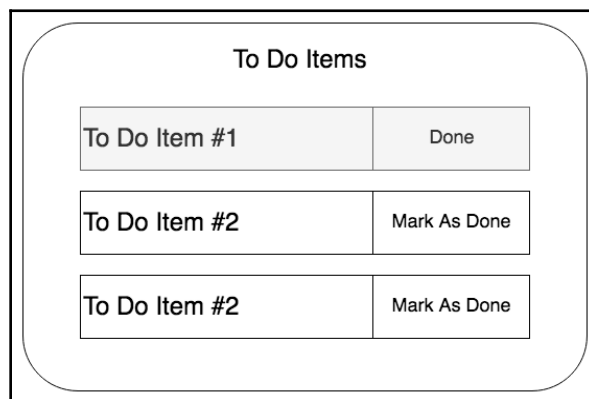 To Do Items
To Do Item #1 Done
To Do Item #2 Mark As Done
To Do Item #2 Mark As Done